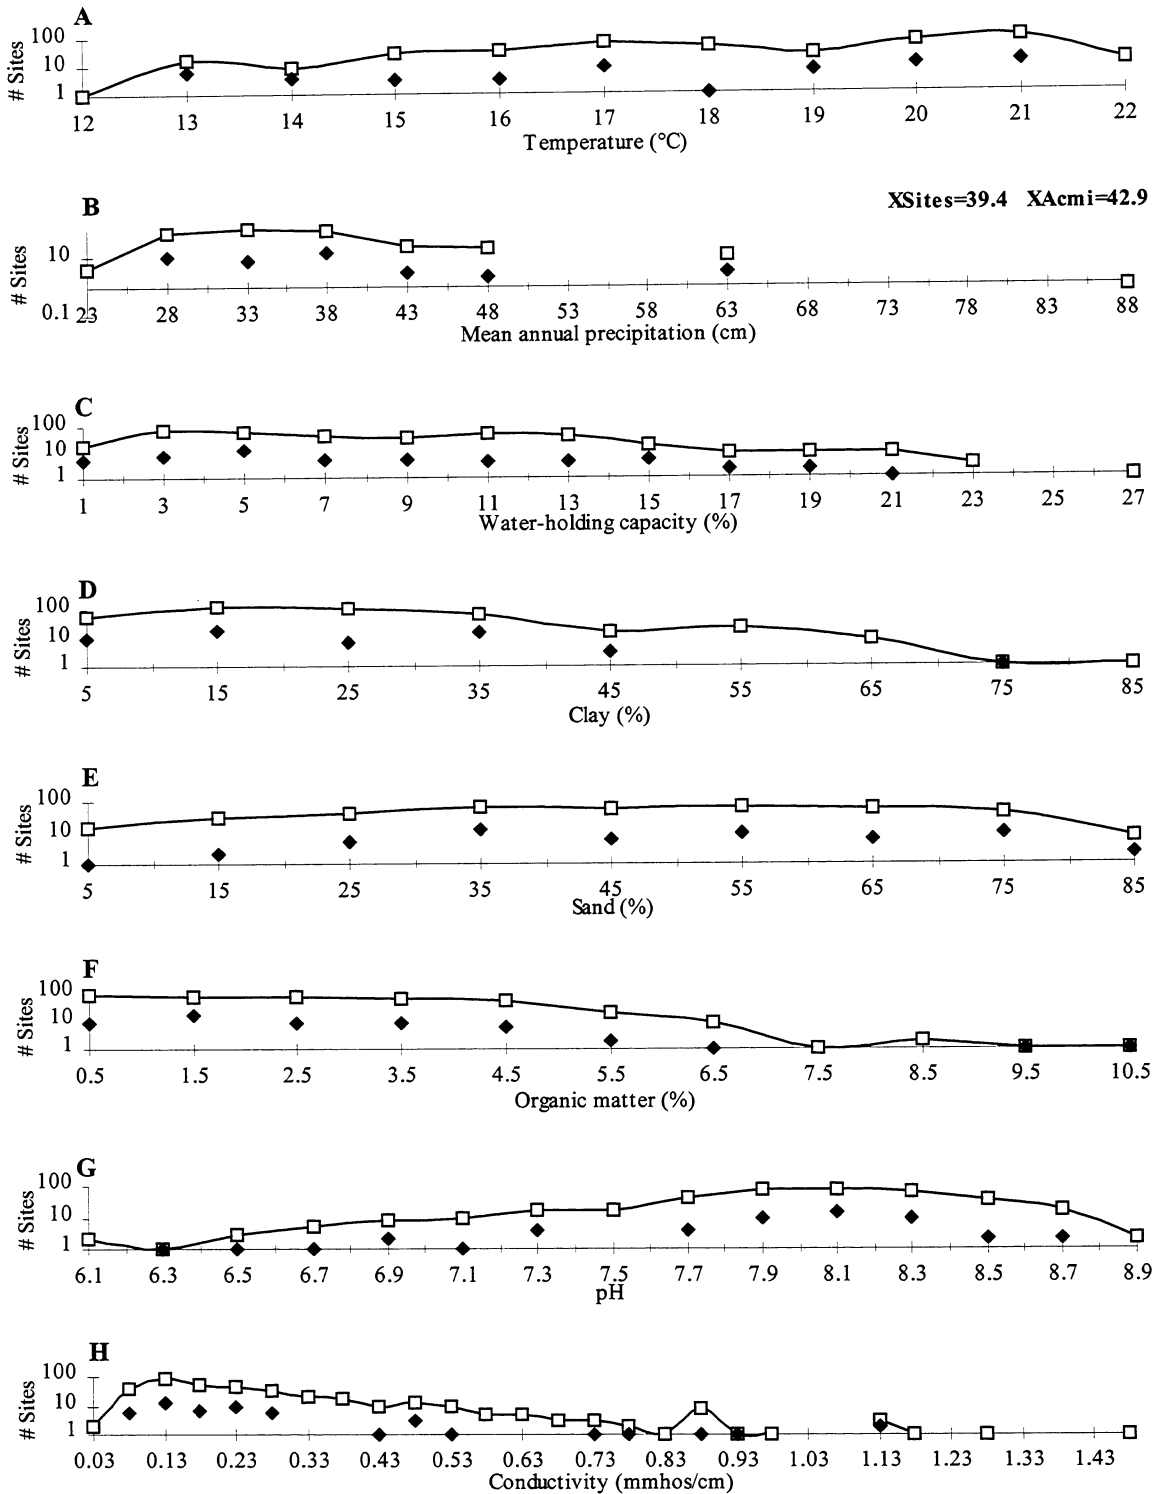 A
# Sites
100
10
1
12 13 14 15 16 17 18 19 20 21 22
Temperature (°C)
B
XSites=39.4 XAcmi=42.9
# Sites
10
0.1
23 28 33 38 43 48 53 58 63 68 73 78 83 88
Mean annual precipitation (cm)
C
# Sites
100
10
1
1 3 5 7 9 11 13 15 17 19 21 23 25 27
Water-holding capacity (%)
D
# Sites
100
10
1
5 15 25 35 45 55 65 75 85
Clay (%)
E
# Sites
100
10
1
5 15 25 35 45 55 65 75 85
Sand (%)
F
# Sites
100
10
1
0.5 1.5 2.5 3.5 4.5 5.5 6.5 7.5 8.5 9.5 10.5
Organic matter (%)
G
# Sites
100
10
1
6.1 6.3 6.5 6.7 6.9 7.1 7.3 7.5 7.7 7.9 8.1 8.3 8.5 8.7 8.9
pH
H
# Sites
100
10
1
0.03 0.13 0.23 0.33 0.43 0.53 0.63 0.73 0.83 0.93 1.03 1.13 1.23 1.33 1.43
Conductivity (mmhos/cm)